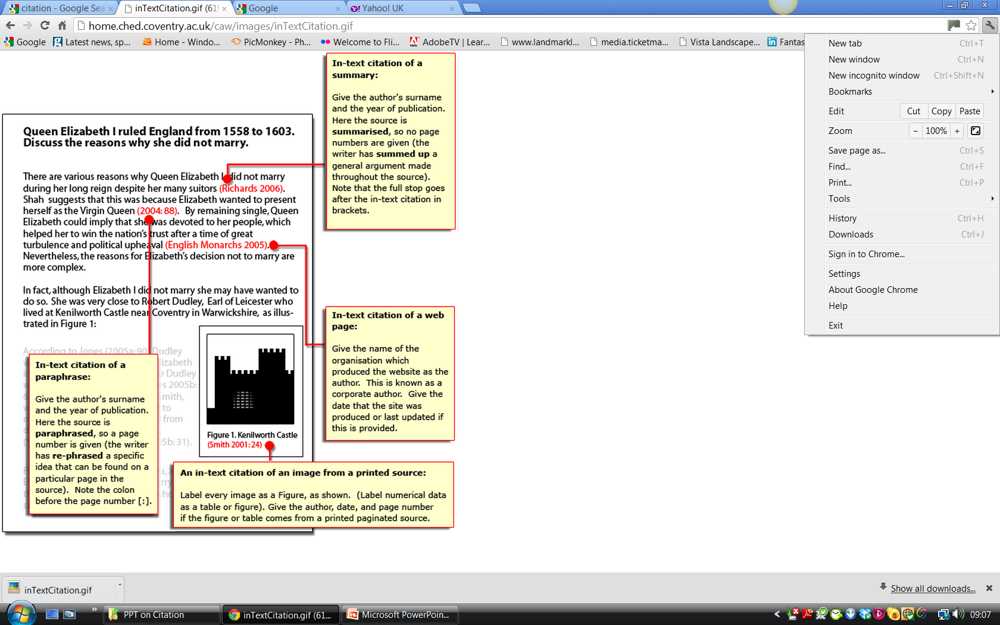 citation - Google Sea
inTextCitation.gif (619
Google
Yahoo! UK
home.ched.coventry.ac.uk/caw/images/inTextCitation.gif
Google
Latest news, sp...
Home - Windo...
PicMonkey - Ph...
Welcome to Fli...
AdobeTV | Lear...
www.landmarkl...
media.ticketma...
Vista Landscape...
Fantas
New tab Ctrl+T
New window Ctrl+N
New incognito window Ctrl+Shift+N
Bookmarks
Edit Cut Copy Paste
Zoom − 100% +
Save page as... Ctrl+S
Find... Ctrl+F
Print... Ctrl+P
Tools
History Ctrl+H
Downloads Ctrl+J
Sign in to Chrome...
Settings
About Google Chrome
Help
Exit
Queen Elizabeth I ruled England from 1558 to 1603.
Discuss the reasons why she did not marry.
There are various reasons why Queen Elizabeth I did not marry
during her long reign despite her many suitors (Richards 2006).
Shah suggests that this was because Elizabeth wanted to present
herself as the Virgin Queen (2004: 88). By remaining single, Queen
Elizabeth could imply that she was devoted to her people, which
helped her to win the nation's trust after a time of great
turbulence and political upheaval (English Monarchs 2005).
Nevertheless, the reasons for Elizabeth's decision not to marry are
more complex.
In fact, although Elizabeth I did not marry she may have wanted to
do so. She was very close to Robert Dudley, Earl of Leicester who
lived at Kenilworth Castle near Coventry in Warwickshire, as illus-
trated in Figure 1:
According to Jones (2005a: 90) Dudley
lizabeth
r Dudley
s 2005b:
mith,
to
from
5b: 31).
Figure 1. Kenilworth Castle
(Smith 2001: 24)
In-text citation of a
summary:
Give the author's surname
and the year of publication.
Here the source is
summarised, so no page
numbers are given (the
writer has summed up a
general argument made
throughout the source).
Note that the full stop goes
after the in-text citation in
brackets.
In-text citation of a web
page:
Give the name of the
organisation which
produced the website as the
author. This is known as a
corporate author. Give the
date that the site was
produced or last updated if
this is provided.
In-text citation of a
paraphrase:
Give the author's surname
and the year of publication.
Here the source is
paraphrased, so a page
number is given (the writer
has re-phrased a specific
idea that can be found on a
particular page in the
source). Note the colon
before the page number [:].
An in-text citation of an image from a printed source:
Label every image as a Figure, as shown. (Label numerical data
as a table or figure). Give the author, date, and page number
if the figure or table comes from a printed paginated source.
inTextCitation.gif
Show all downloads...
PPT on Citation
inTextCitation.gif (61...
Microsoft PowerPoin...
09:07